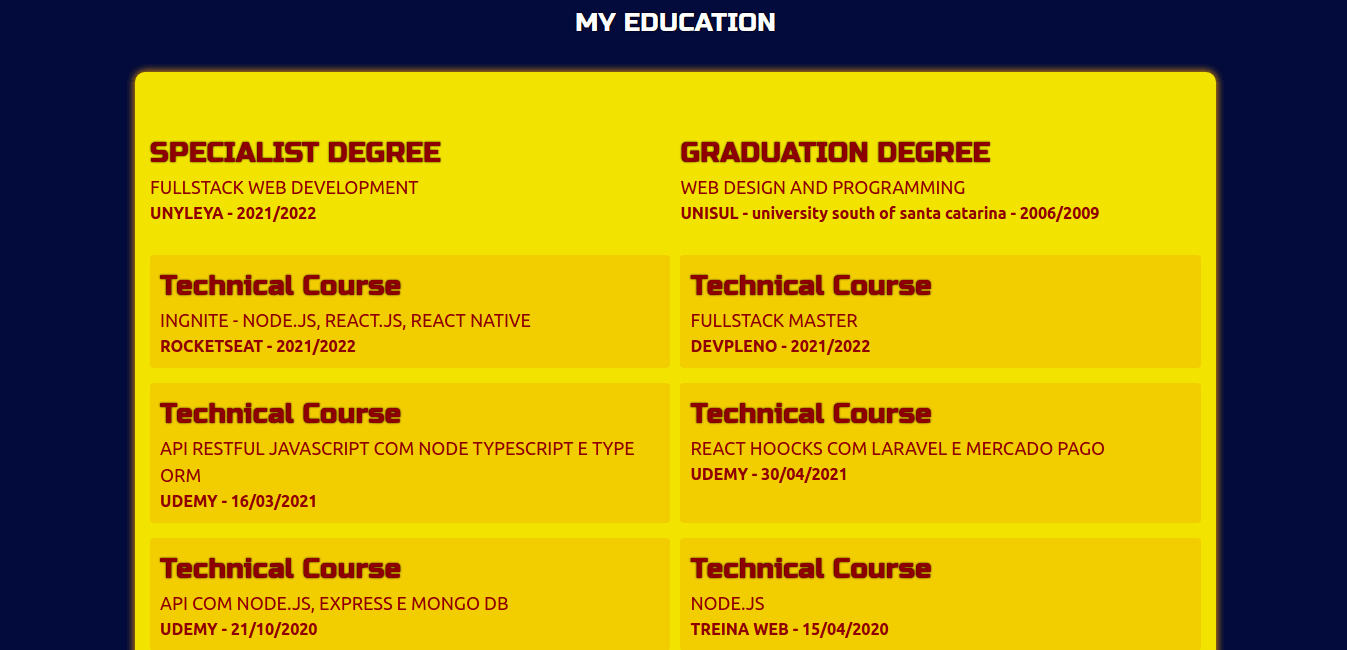 MY EDUCATION
SPECIALIST DEGREE
FULLSTACK WEB DEVELOPMENT
UNYLEYA - 2021/2022
GRADUATION DEGREE
WEB DESIGN AND PROGRAMMING
UNISUL - university south of santa catarina - 2006/2009
Technical Course
INGNITE - NODE.JS, REACT.JS, REACT NATIVE
ROCKETSEAT - 2021/2022
Technical Course
FULLSTACK MASTER
DEVPLENO - 2021/2022
Technical Course
API RESTFUL JAVASCRIPT COM NODE TYPESCRIPT E TYPE
ORM
UDEMY - 16/03/2021
Technical Course
REACT HOOCKS COM LARAVEL E MERCADO PAGO
UDEMY - 30/04/2021
Technical Course
API COM NODE.JS, EXPRESS E MONGO DB
UDEMY - 21/10/2020
Technical Course
NODE.JS
TREINA WEB - 15/04/2020